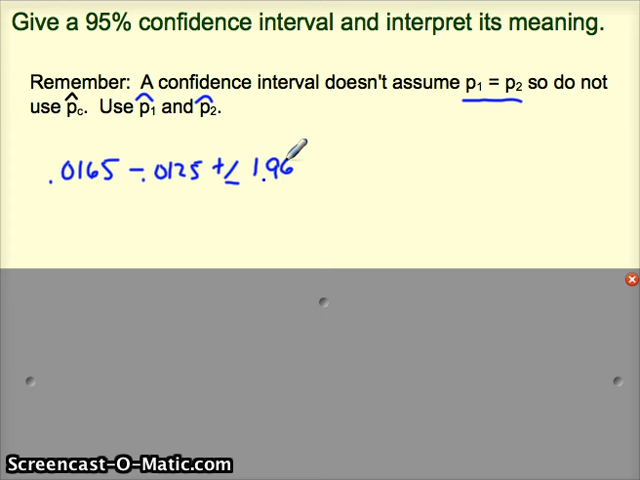 Give a 95% confidence interval and interpret its meaning.
Remember: A confidence interval doesn't assume p₁ = p₂ so do not
use p̂c. Use p̂₁ and p̂₂.
.0165 - .0125 ± 1.96
Screencast-O-Matic.com